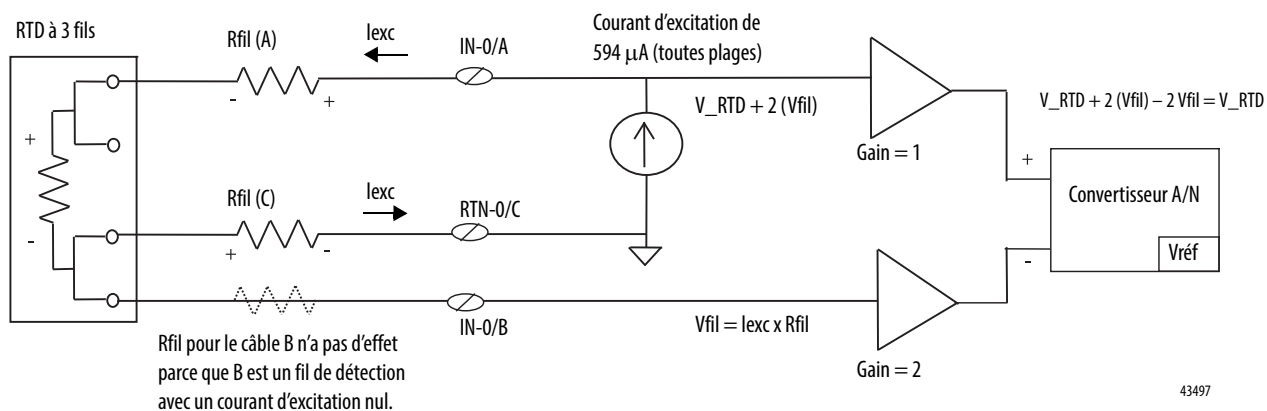 RTD à 3 fils
Rfil (A)
Iexc
IN-0/A
Courant d'excitation de
594 µA (toutes plages)
-
+
V_RTD + 2 (Vfil)
Gain = 1
V_RTD + 2 (Vfil) – 2 Vfil = V_RTD
+
-
Rfil (C)
Iexc
RTN-0/C
+
-
+
Convertisseur A/N
Vréf
-
IN-0/B
Vfil = Iexc x Rfil
Gain = 2
Rfil pour le câble B n'a pas d'effet
parce que B est un fil de détection
avec un courant d'excitation nul.
43497